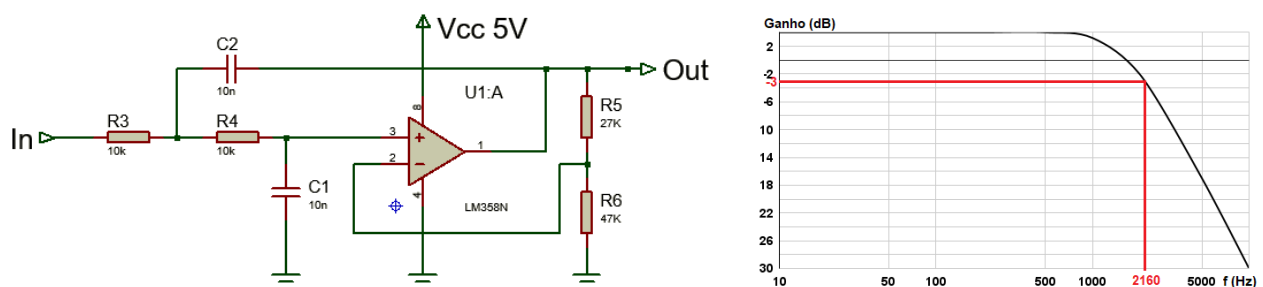 Vcc 5V
C2
10n
Out
U1:A
R3
10k
R4
10k
In
C1
10n
3
2
1
8
4
+
−
LM358N
R5
27K
R6
47K
Ganho (dB)
2
-2
-3
-6
10
14
18
22
26
30
10
50
100
500
1000
2160
5000
f (Hz)